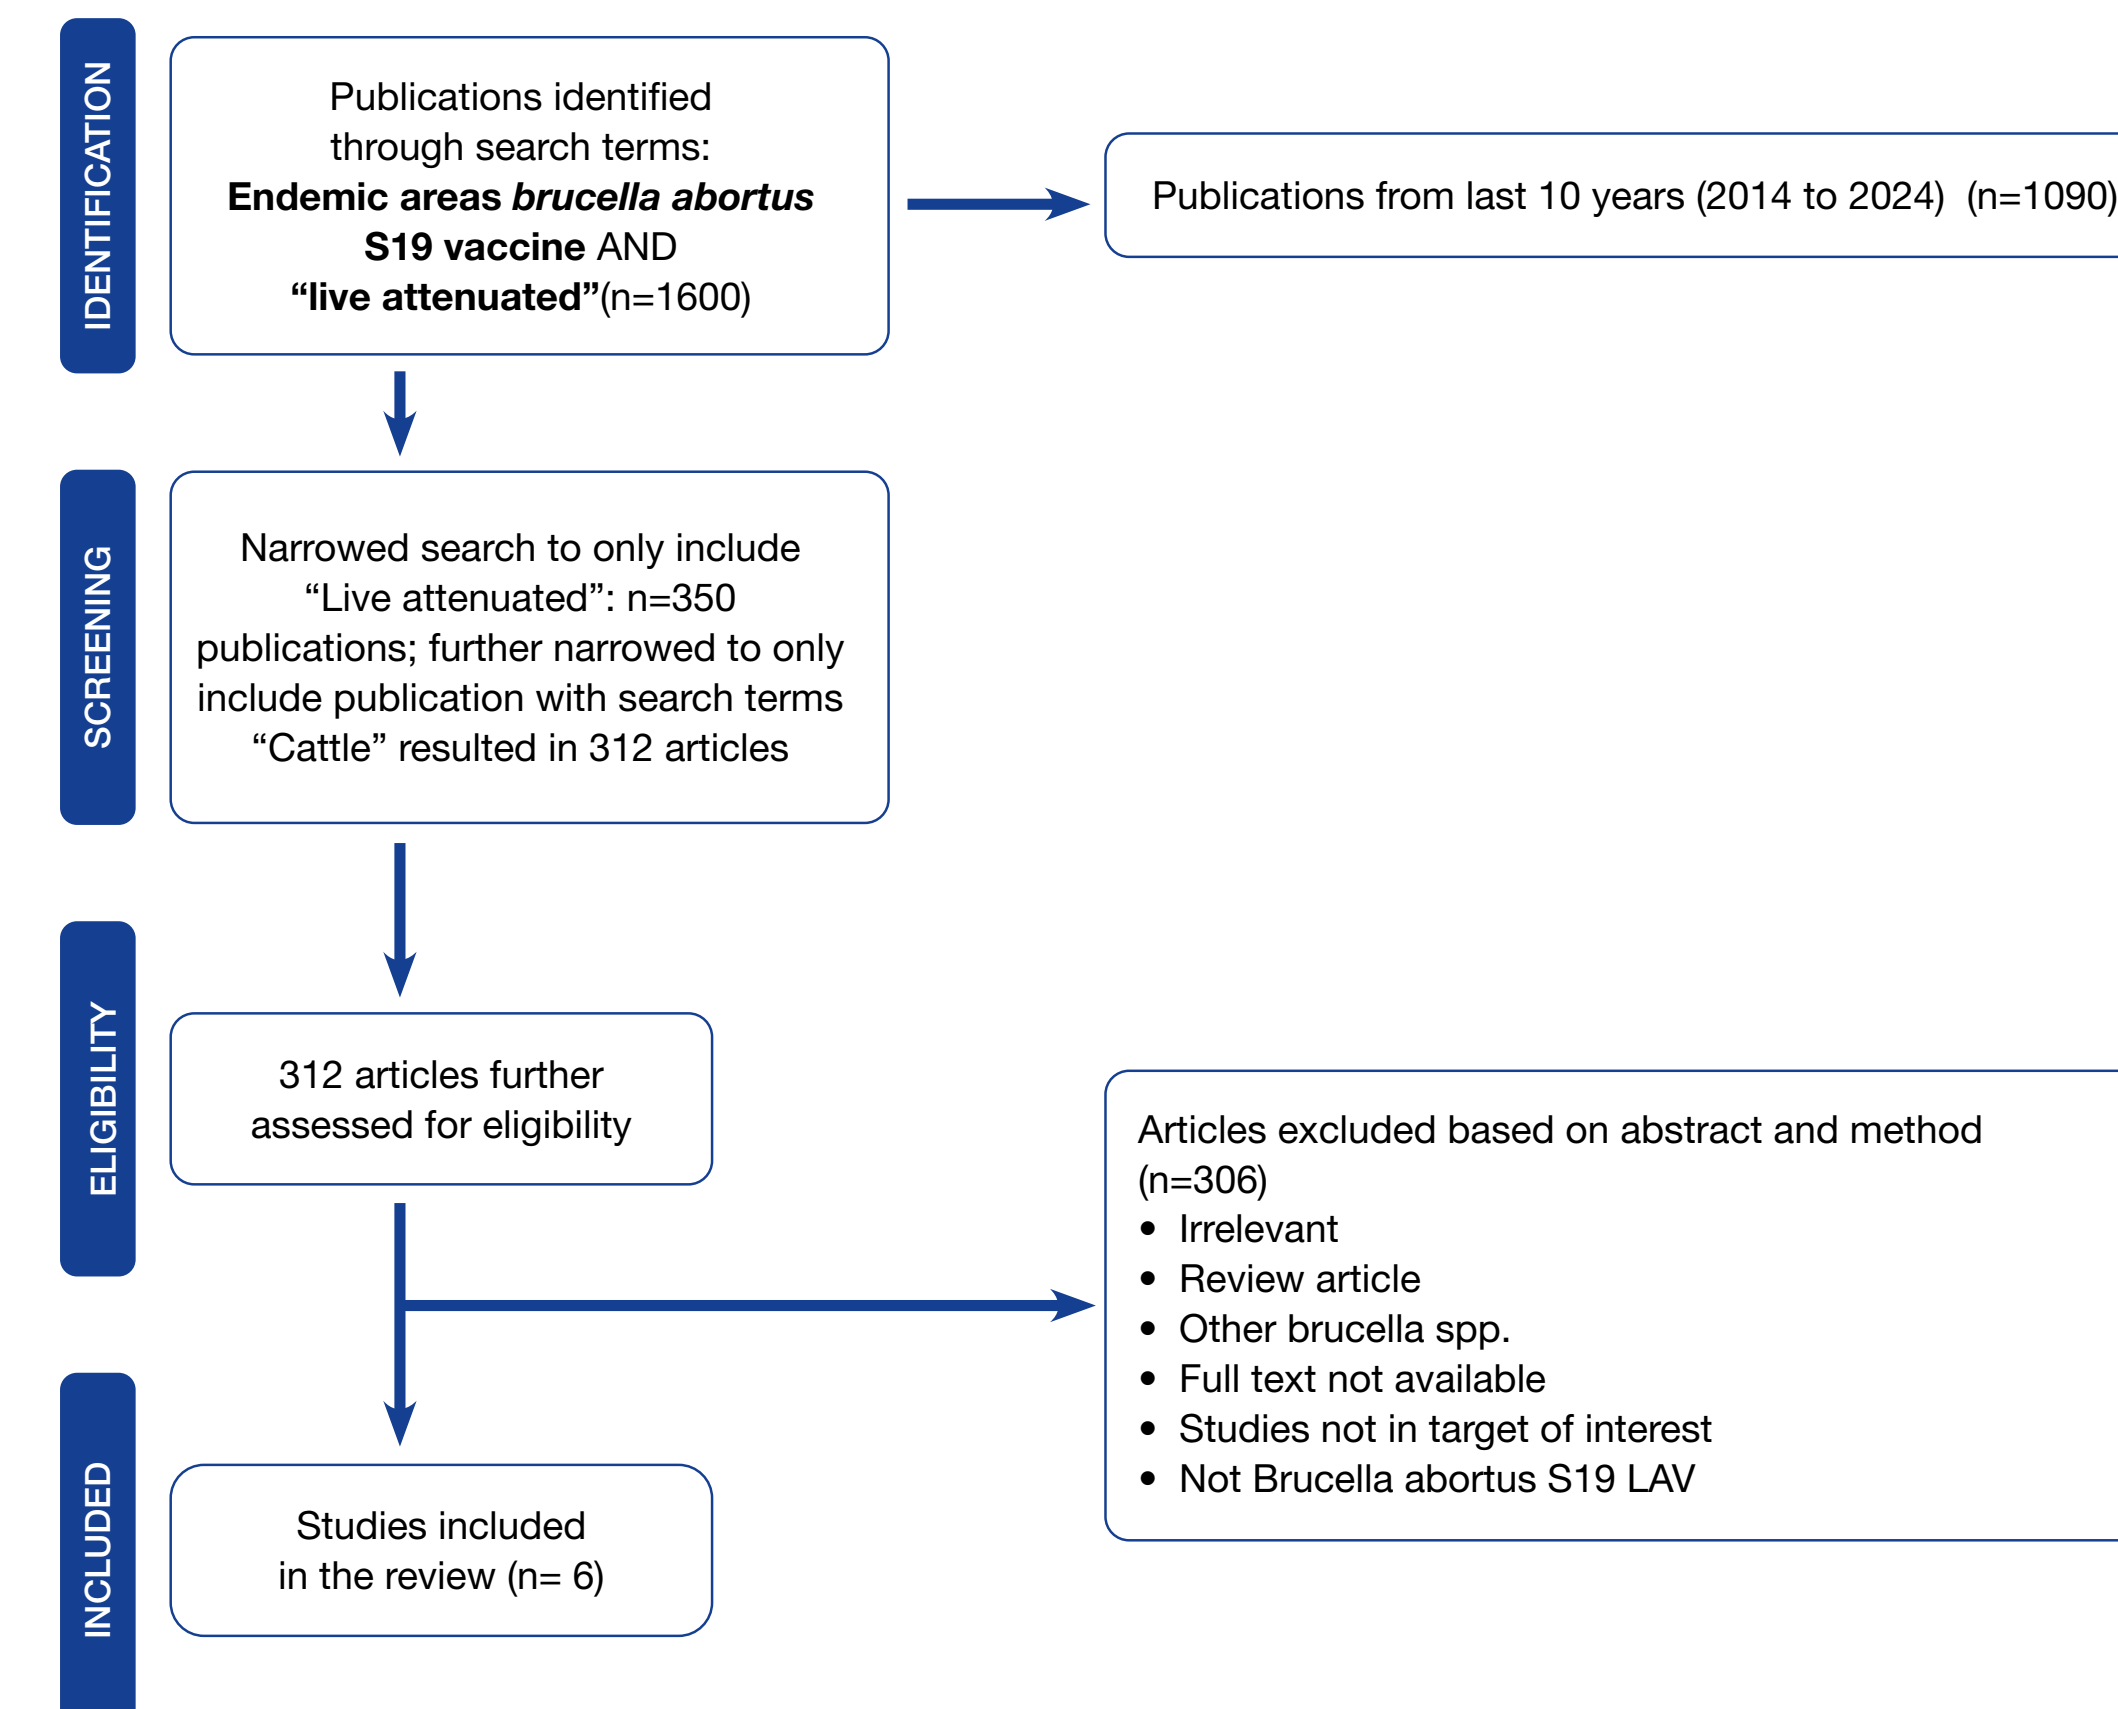 IDENTIFICATION
Publications identified
through search terms:
Endemic areas brucella abortus
S19 vaccine AND
“live attenuated”(n=1600)
Publications from last 10 years (2014 to 2024)  (n=1090)
SCREENING
Narrowed search to only include
“Live attenuated”: n=350
publications; further narrowed to only
include publication with search terms
“Cattle” resulted in 312 articles
ELIGIBILITY
312 articles further
assessed for eligibility
Articles excluded based on abstract and method
(n=306)
• Irrelevant
• Review article
• Other brucella spp.
• Full text not available
• Studies not in target of interest
• Not Brucella abortus S19 LAV
INCLUDED
Studies included
in the review (n= 6)